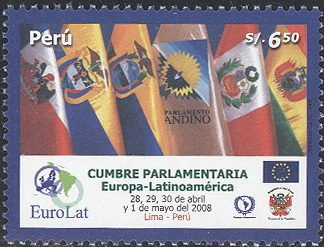 Perú
S/. 6.50
PARLAMENTO
ANDINO
CUMBRE PARLAMENTARIA
Europa-Latinoamérica
28, 29, 30 de abril
y 1 de mayo del 2008
Lima - Perú
EuroLat